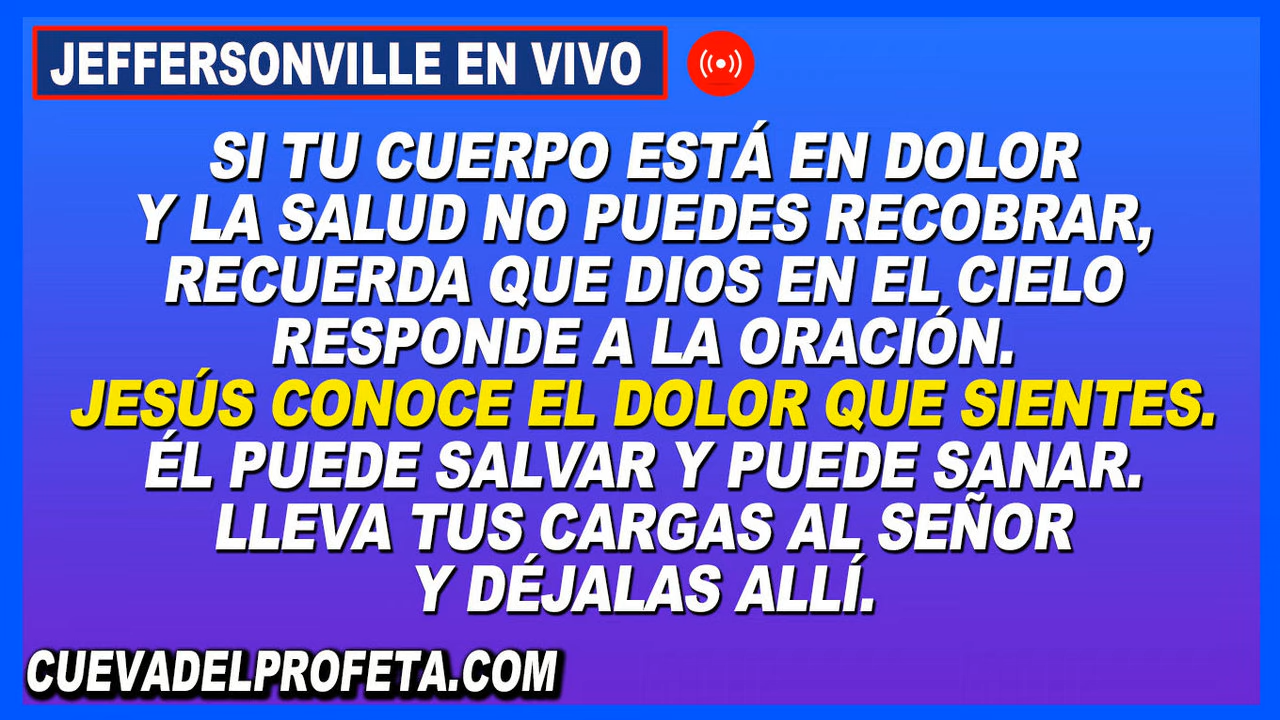 JEFFERSONVILLE EN VIVO
SI TU CUERPO ESTÁ EN DOLOR
Y LA SALUD NO PUEDES RECOBRAR,
RECUERDA QUE DIOS EN EL CIELO
RESPONDE A LA ORACIÓN.
JESÚS CONOCE EL DOLOR QUE SIENTES.
ÉL PUEDE SALVAR Y PUEDE SANAR.
LLEVA TUS CARGAS AL SEÑOR
Y DÉJALAS ALLÍ.
CUEVADELPROFETA.COM